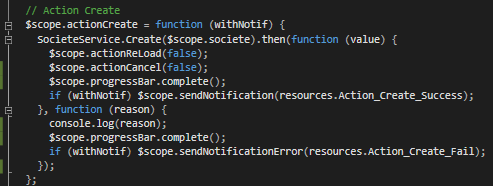 // Action Create
$scope.actionCreate = function (withNotif) {
SocieteService.Create($scope.societe).then(function (value) {
$scope.actionReLoad(false);
$scope.actionCancel(false);
$scope.progressBar.complete();
if (withNotif) $scope.sendNotification(resources.Action_Create_Success);
}, function (reason) {
console.log(reason);
$scope.progressBar.complete();
if (withNotif) $scope.sendNotificationError(resources.Action_Create_Fail);
});
};